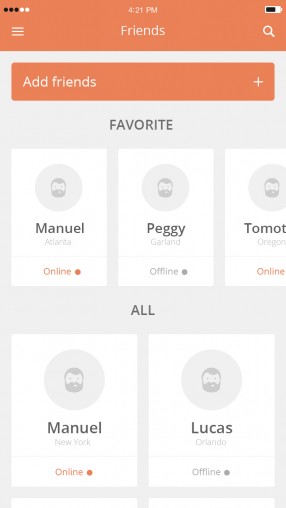 4:21 PM
Friends
Add friends +
FAVORITE
Manuel
Atlanta
Online
Peggy
Garland
Offline
Tomot
Oregon
Online
ALL
Manuel
New York
Online
Lucas
Orlando
Offline